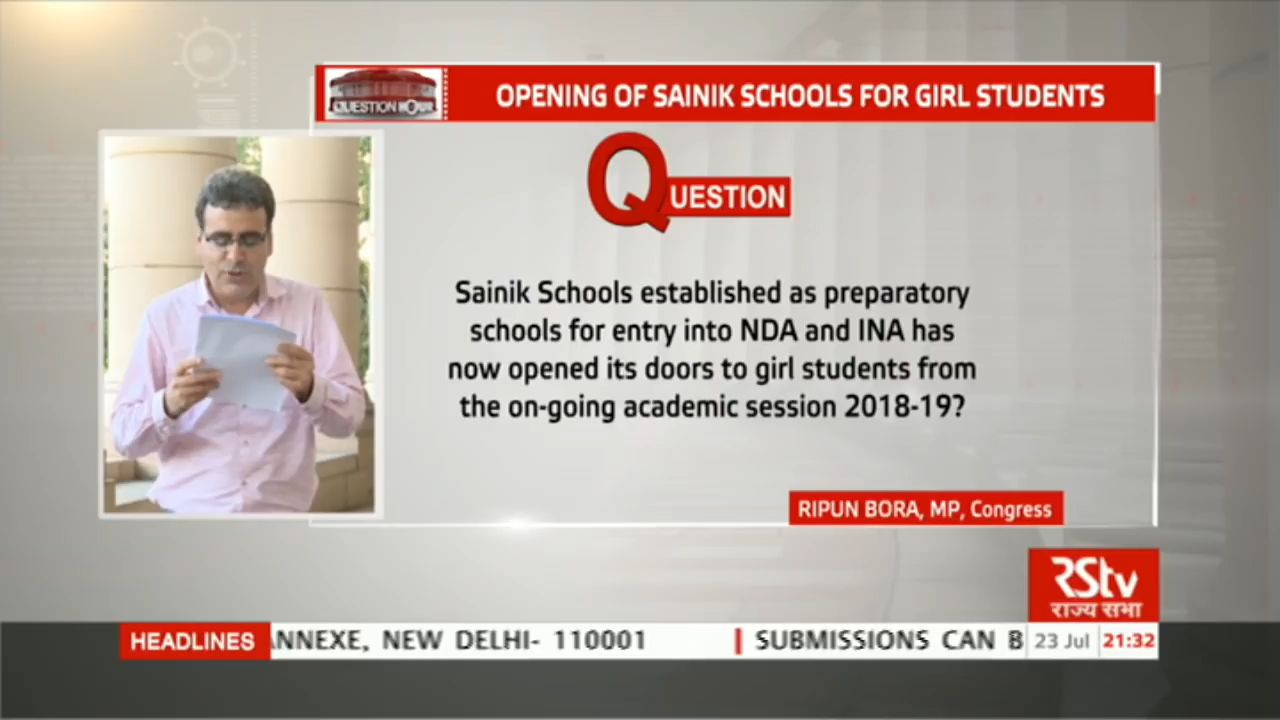 QUESTION HOUR
OPENING OF SAINIK SCHOOLS FOR GIRL STUDENTS
QUESTION
Sainik Schools established as preparatory
schools for entry into NDA and INA has
now opened its doors to girl students from
the on-going academic session 2018-19?
RIPUN BORA, MP, Congress
RStv
राज्य सभा
HEADLINES ANNEXE, NEW DELHI- 110001 | SUBMISSIONS CAN B 23 Jul 21:32